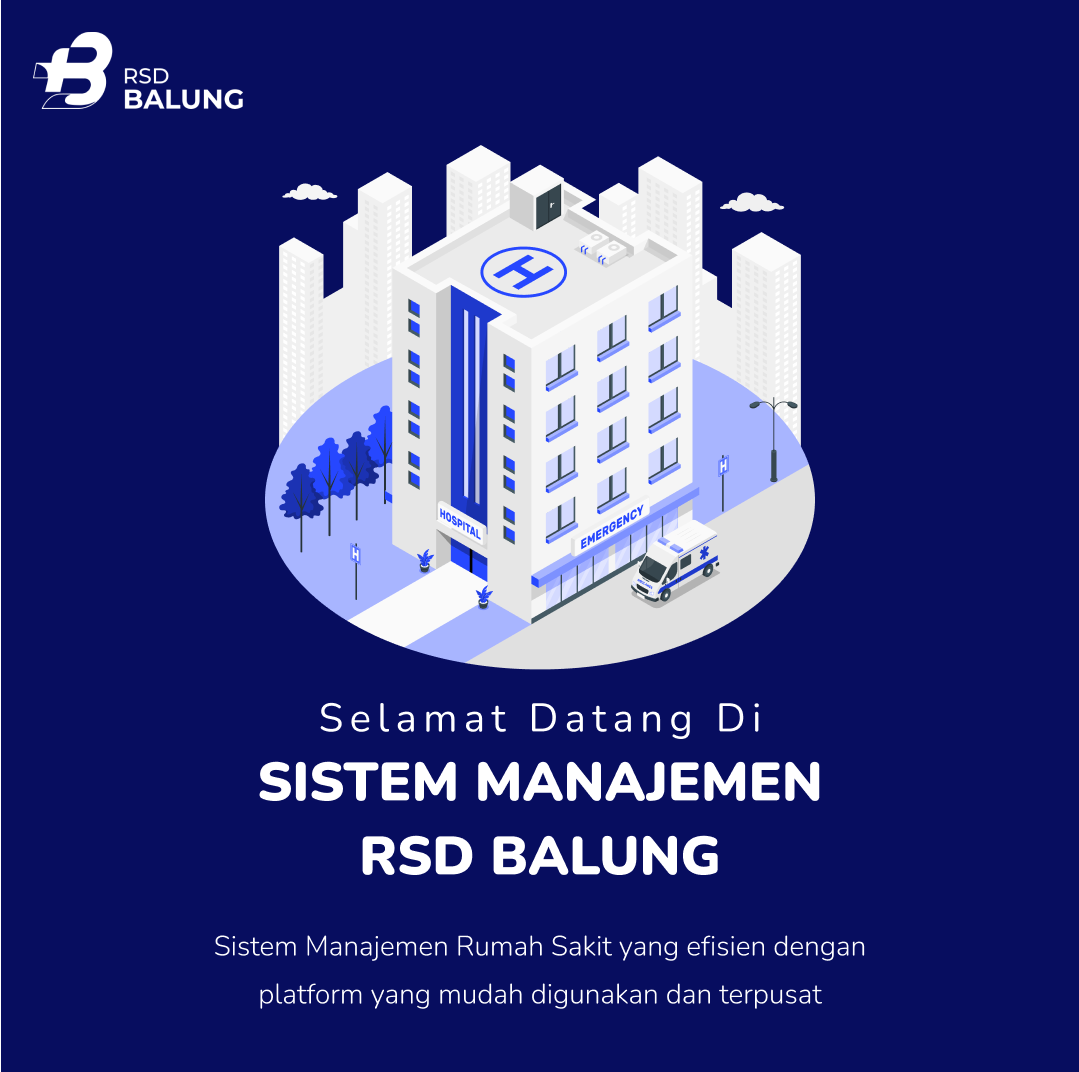 RSD
BALUNG
H
H
HOSPITAL
EMERGENCY
H
Selamat Datang Di
SISTEM MANAJEMEN
RSD BALUNG
Sistem Manajemen Rumah Sakit yang efisien dengan
platform yang mudah digunakan dan terpusat